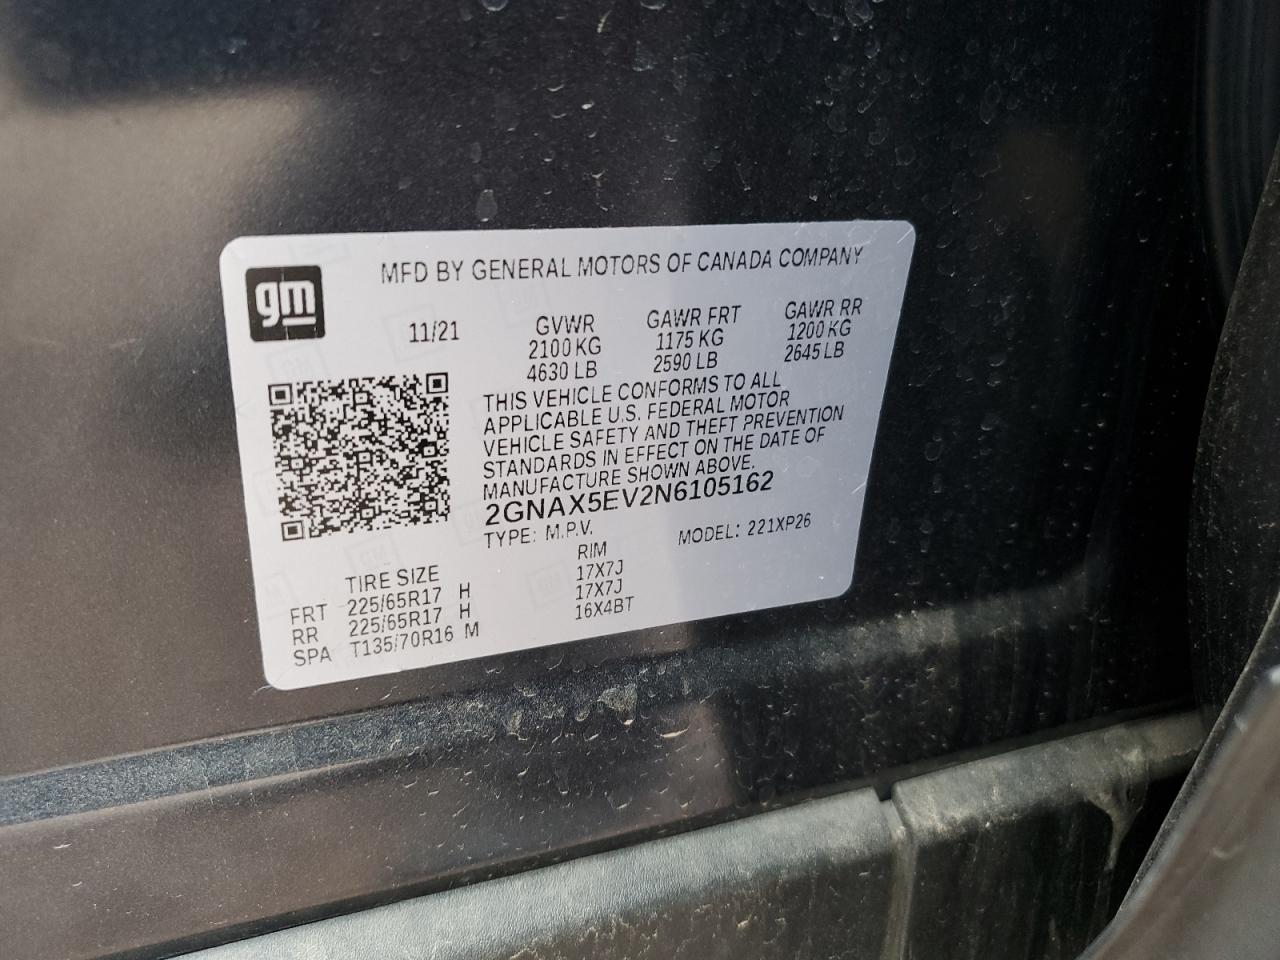 gm
MFD BY GENERAL MOTORS OF CANADA COMPANY
11/21
GVWR
2100 KG
4630 LB
GAWR FRT
1175 KG
2590 LB
GAWR RR
1200 KG
2645 LB
THIS VEHICLE CONFORMS TO ALL
APPLICABLE U.S. FEDERAL MOTOR
VEHICLE SAFETY AND THEFT PREVENTION
STANDARDS IN EFFECT ON THE DATE OF
MANUFACTURE SHOWN ABOVE.
2GNAX5EV2N6105162
TYPE: M.P.V. MODEL: 221XP26
TIRE SIZE RIM
FRT 225/65R17 H 17X7J
RR 225/65R17 H 17X7J
SPA T135/70R16 M 16X4BT